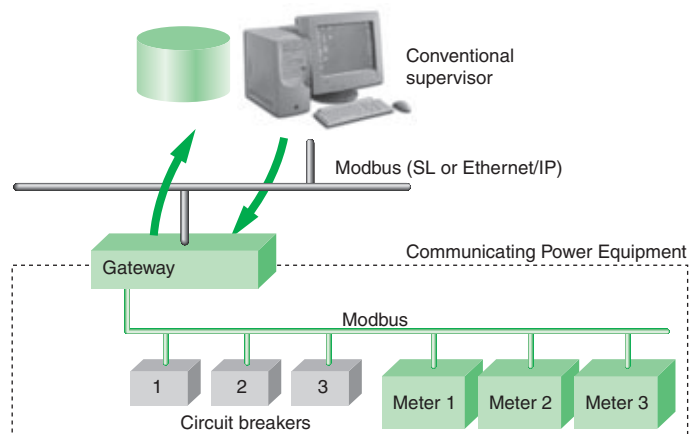 Conventional
supervisor
Modbus (SL or Ethernet/IP)
Communicating Power Equipment
Gateway
Modbus
1
2
3
Meter 1
Meter 2
Meter 3
Circuit breakers